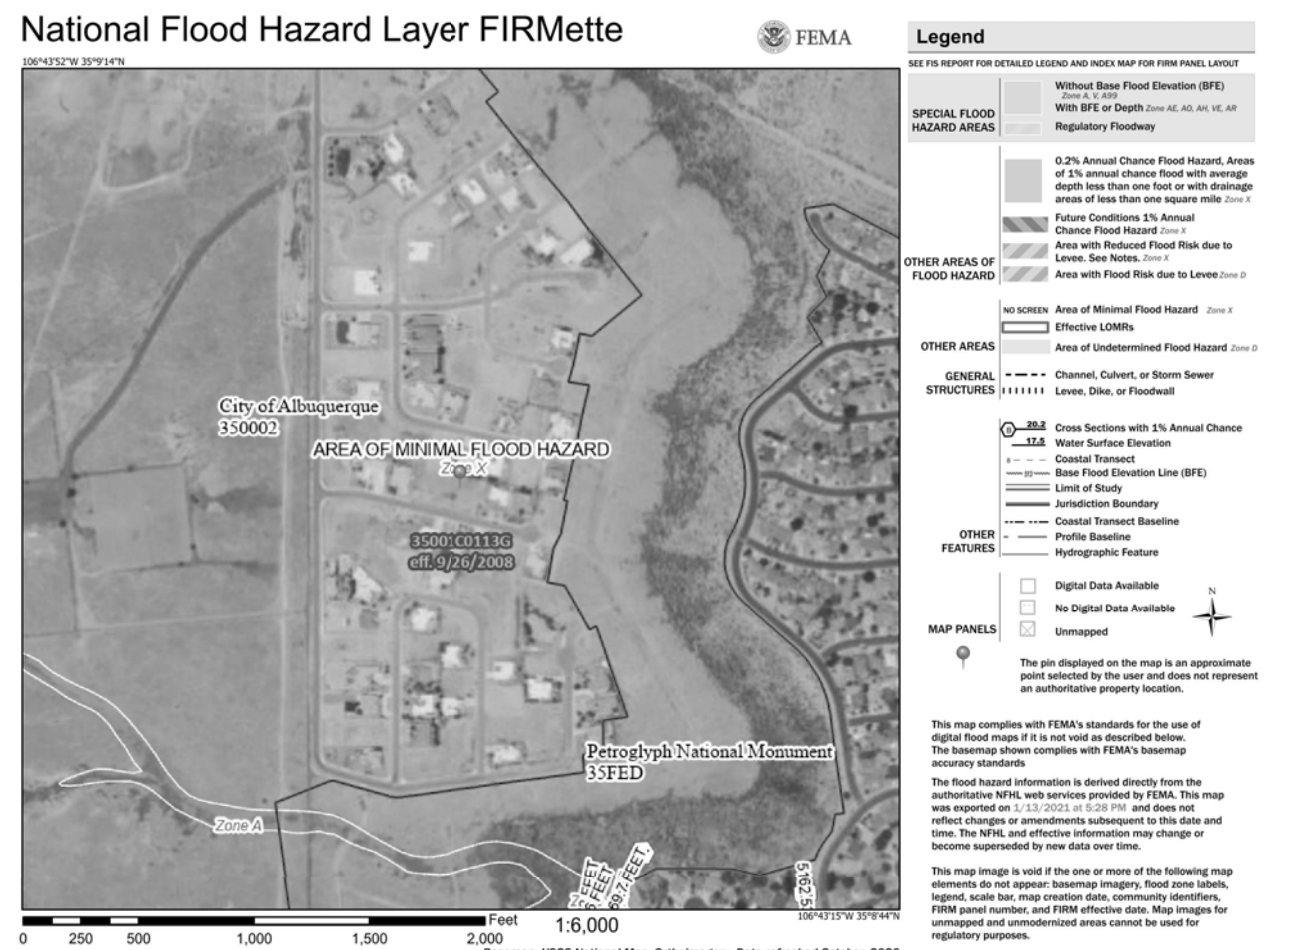 National Flood Hazard Layer FIRMette
FEMA
106°43'52"W 35°9'14"N
City of Albuquerque
350002
AREA OF MINIMAL FLOOD HAZARD
Zone X
35001C0113G
eff. 9/26/2008
Petroglyph National Monument
35FED
Zone A
FEET
FEET
FEET
5162.5
106°43'15"W 35°8'44"N
Feet
1:6,000
0 250 500 1,000 1,500 2,000
Legend
SEE FIS REPORT FOR DETAILED LEGEND AND INDEX MAP FOR FIRM PANEL LAYOUT
SPECIAL FLOOD
HAZARD AREAS
Without Base Flood Elevation (BFE)
Zone A, V, A99
With BFE or Depth Zone AE, AO, AH, VE, AR
Regulatory Floodway
0.2% Annual Chance Flood Hazard, Areas
of 1% annual chance flood with average
depth less than one foot or with drainage
areas of less than one square mile Zone X
Future Conditions 1% Annual
Chance Flood Hazard Zone X
Area with Reduced Flood Risk due to
Levee. See Notes. Zone X
Area with Flood Risk due to Levee Zone D
OTHER AREAS OF
FLOOD HAZARD
NO SCREEN Area of Minimal Flood Hazard Zone X
Effective LOMRs
Area of Undetermined Flood Hazard Zone D
OTHER AREAS
GENERAL
STRUCTURES
Channel, Culvert, or Storm Sewer
Levee, Dike, or Floodwall
B 20.2 Cross Sections with 1% Annual Chance
17.5 Water Surface Elevation
Coastal Transect
Base Flood Elevation Line (BFE)
Limit of Study
Jurisdiction Boundary
Coastal Transect Baseline
Profile Baseline
Hydrographic Feature
OTHER
FEATURES
Digital Data Available
No Digital Data Available
Unmapped
MAP PANELS
N
The pin displayed on the map is an approximate
point selected by the user and does not represent
an authoritative property location.
This map complies with FEMA's standards for the use of
digital flood maps if it is not void as described below.
The basemap shown complies with FEMA's basemap
accuracy standards
The flood hazard information is derived directly from the
authoritative NFHL web services provided by FEMA. This map
was exported on 1/13/2021 at 5:28 PM and does not
reflect changes or amendments subsequent to this date and
time. The NFHL and effective information may change or
become superseded by new data over time.
This map image is void if the one or more of the following map
elements do not appear: basemap imagery, flood zone labels,
legend, scale bar, map creation date, community identifiers,
FIRM panel number, and FIRM effective date. Map images for
unmapped and unmodernized areas cannot be used for
regulatory purposes.